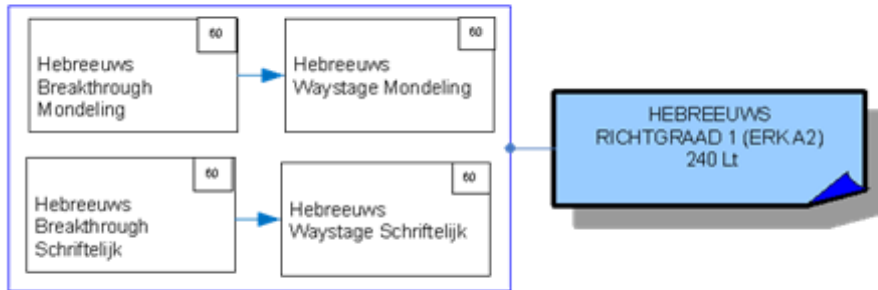 60
Hebreeuws
Breakthrough
Mondeling
60
Hebreeuws
Waystage Mondeling
60
Hebreeuws
Breakthrough
Schriftelijk
60
Hebreeuws
Waystage Schriftelijk
HEBREEUWS
RICHTGRAAD 1 (ERK A2)
240 Lt